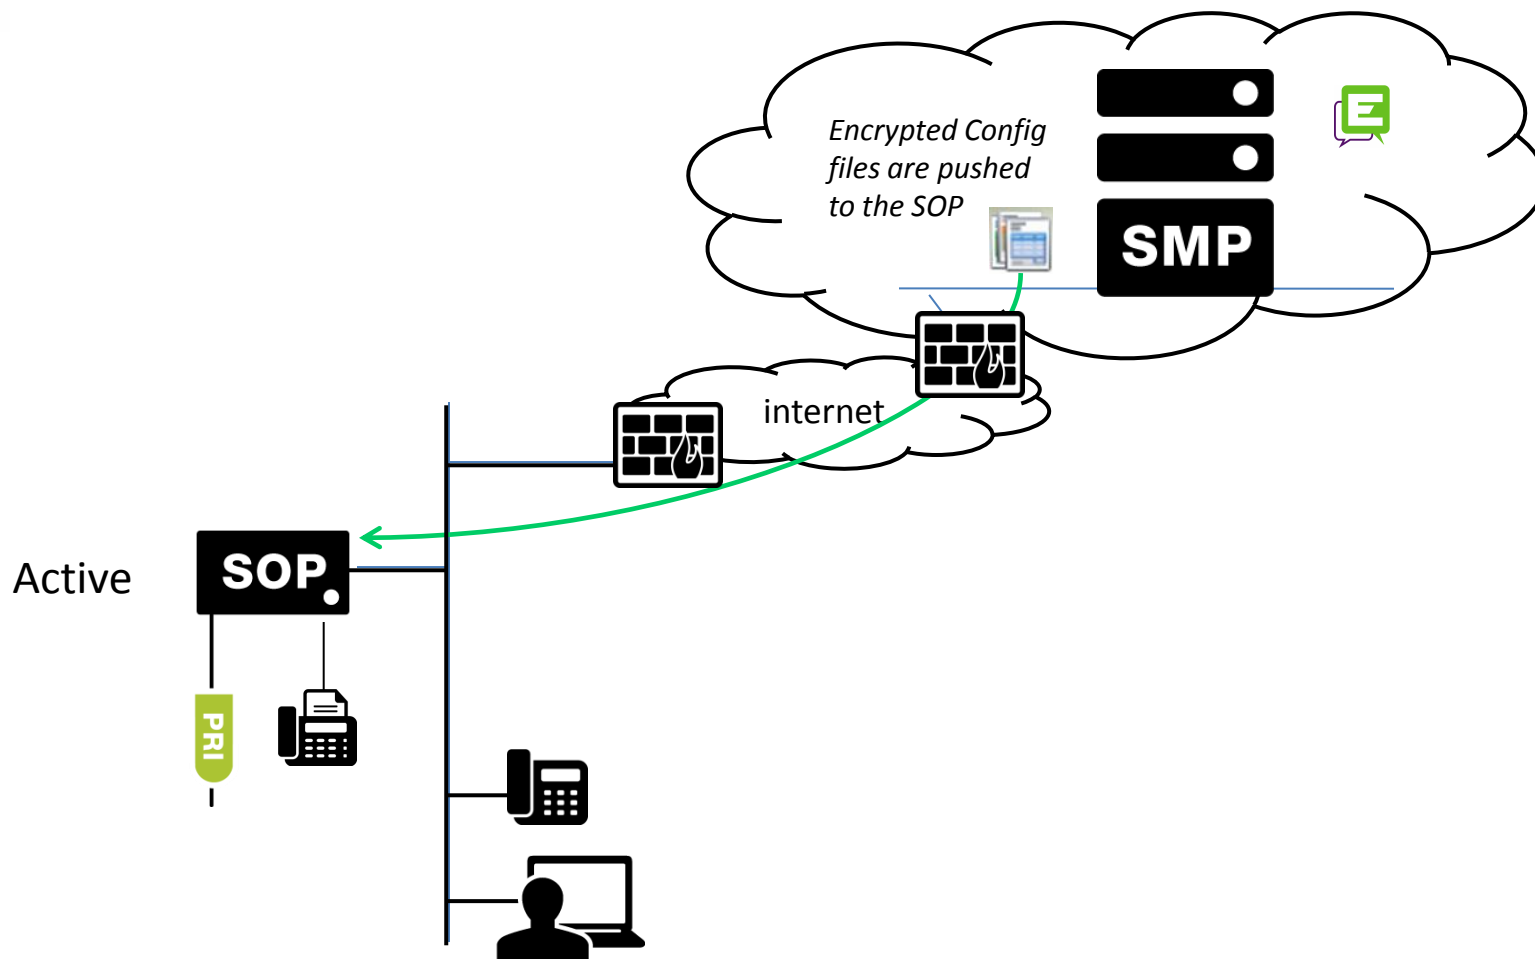 Encrypted Config
files are pushed
to the SOP
E
SMP
internet
SOP
Active
PRI